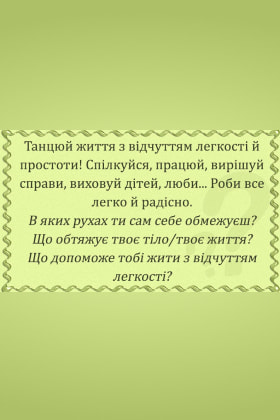 Танцюй життя з відчуттям легкості й
простоти! Спілкуйся, працюй, вирішуй
справи, виховуй дітей, люби... Роби все
легко й радісно.
В яких рухах ти сам себе обмежуєш?
Що обтяжує твоє тіло/твоє життя?
Що допоможе тобі жити з відчуттям
легкості?